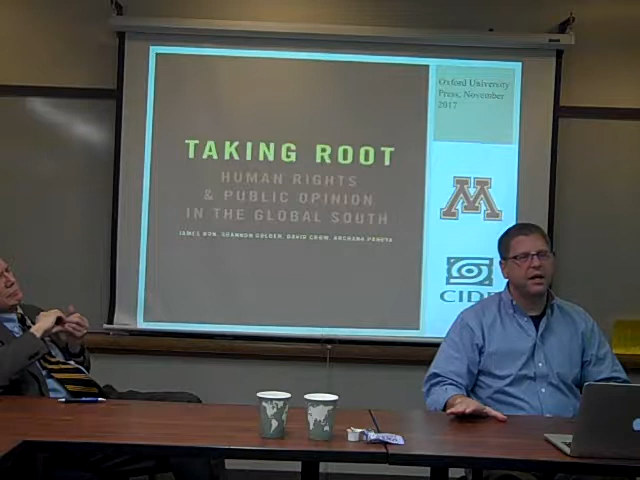 Oxford University
Press, November
2017
TAKING ROOT
HUMAN RIGHTS
& PUBLIC OPINION
IN THE GLOBAL SOUTH
JAMES RON, SHANNON GOLDEN, DAVID CROW, ARCHANA PANDYA
M
CIDE